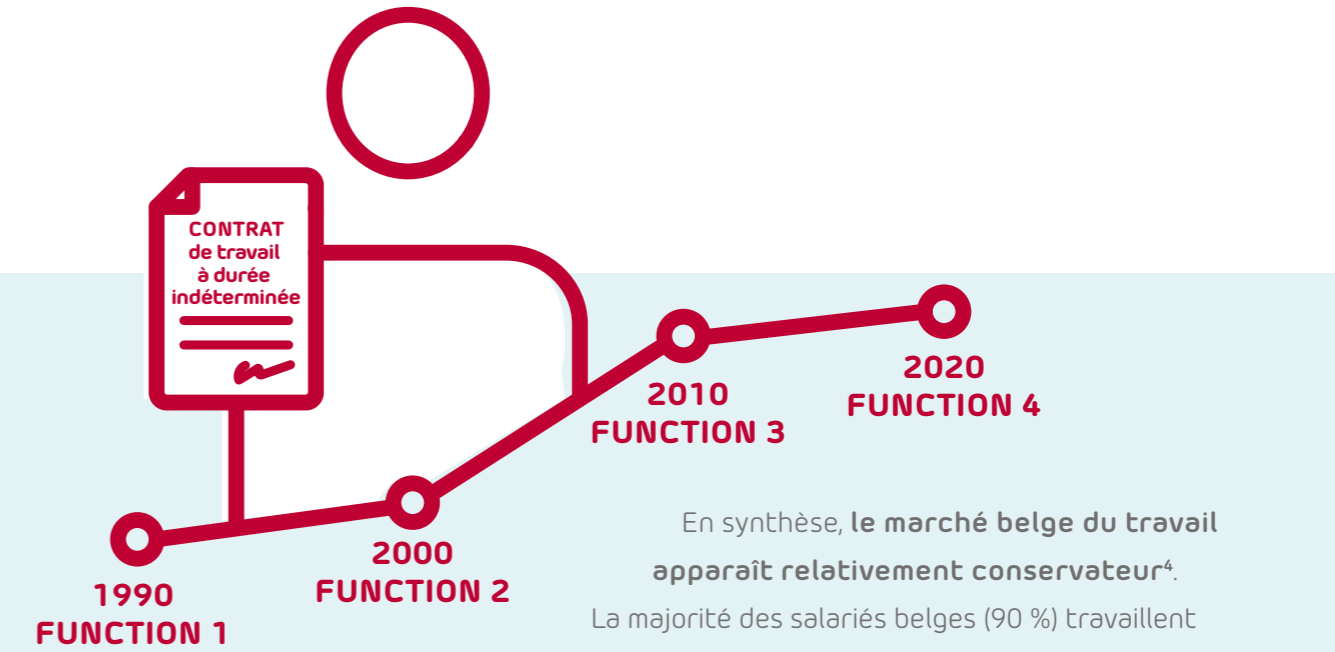 CONTRAT
de travail
à durée
indéterminée
1990
FUNCTION 1
2000
FUNCTION 2
2010
FUNCTION 3
2020
FUNCTION 4
En synthèse, le marché belge du travail
apparaît relativement conservateur⁴.
La majorité des salariés belges (90 %) travaillent